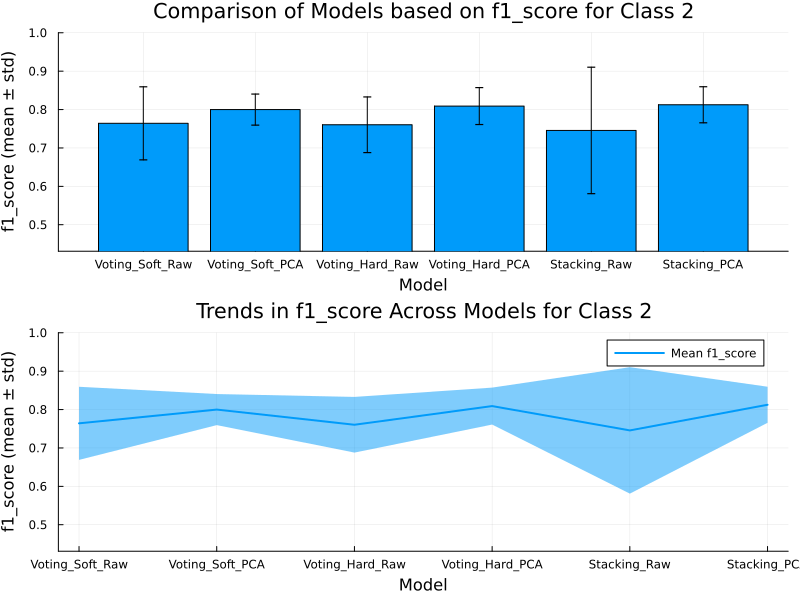 Comparison of Models based on f1_score for Class 2
f1_score (mean ± std)
1.0
0.9
0.8
0.7
0.6
0.5
Voting_Soft_Raw Voting_Soft_PCA Voting_Hard_Raw Voting_Hard_PCA Stacking_Raw Stacking_PCA
Model
Trends in f1_score Across Models for Class 2
f1_score (mean ± std)
1.0
Mean f1_score
0.9
0.8
0.7
0.6
0.5
Voting_Soft_Raw Voting_Soft_PCA Voting_Hard_Raw Voting_Hard_PCA Stacking_Raw Stacking_PC
Model